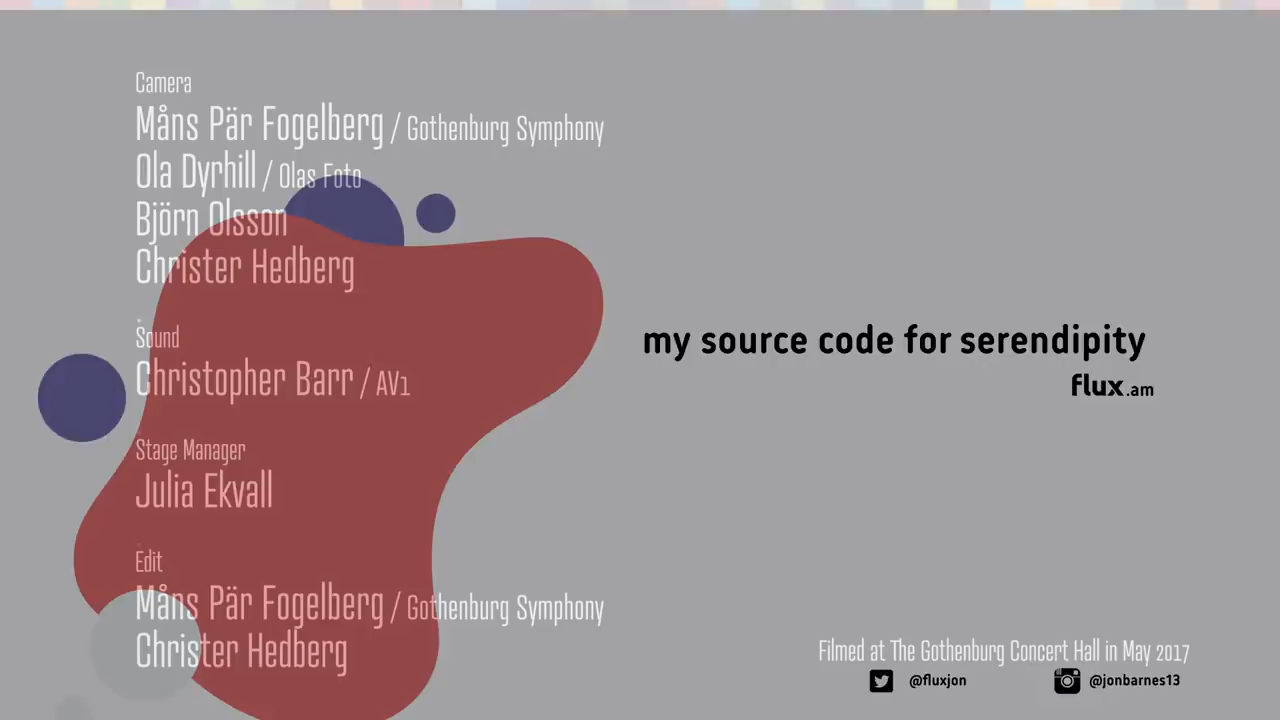 Camera
Måns Pär Fogelberg / Gothenburg Symphony
Ola Dyrhill / Olas Foto
Björn Olsson
Christer Hedberg
Sound
Christopher Barr / AV1
Stage Manager
Julia Ekvall
Edit
Måns Pär Fogelberg / Gothenburg Symphony
Christer Hedberg
my source code for serendipity
flux.am
Filmed at The Gothenburg Concert Hall in May 2017
@fluxjon @jonbarnes13